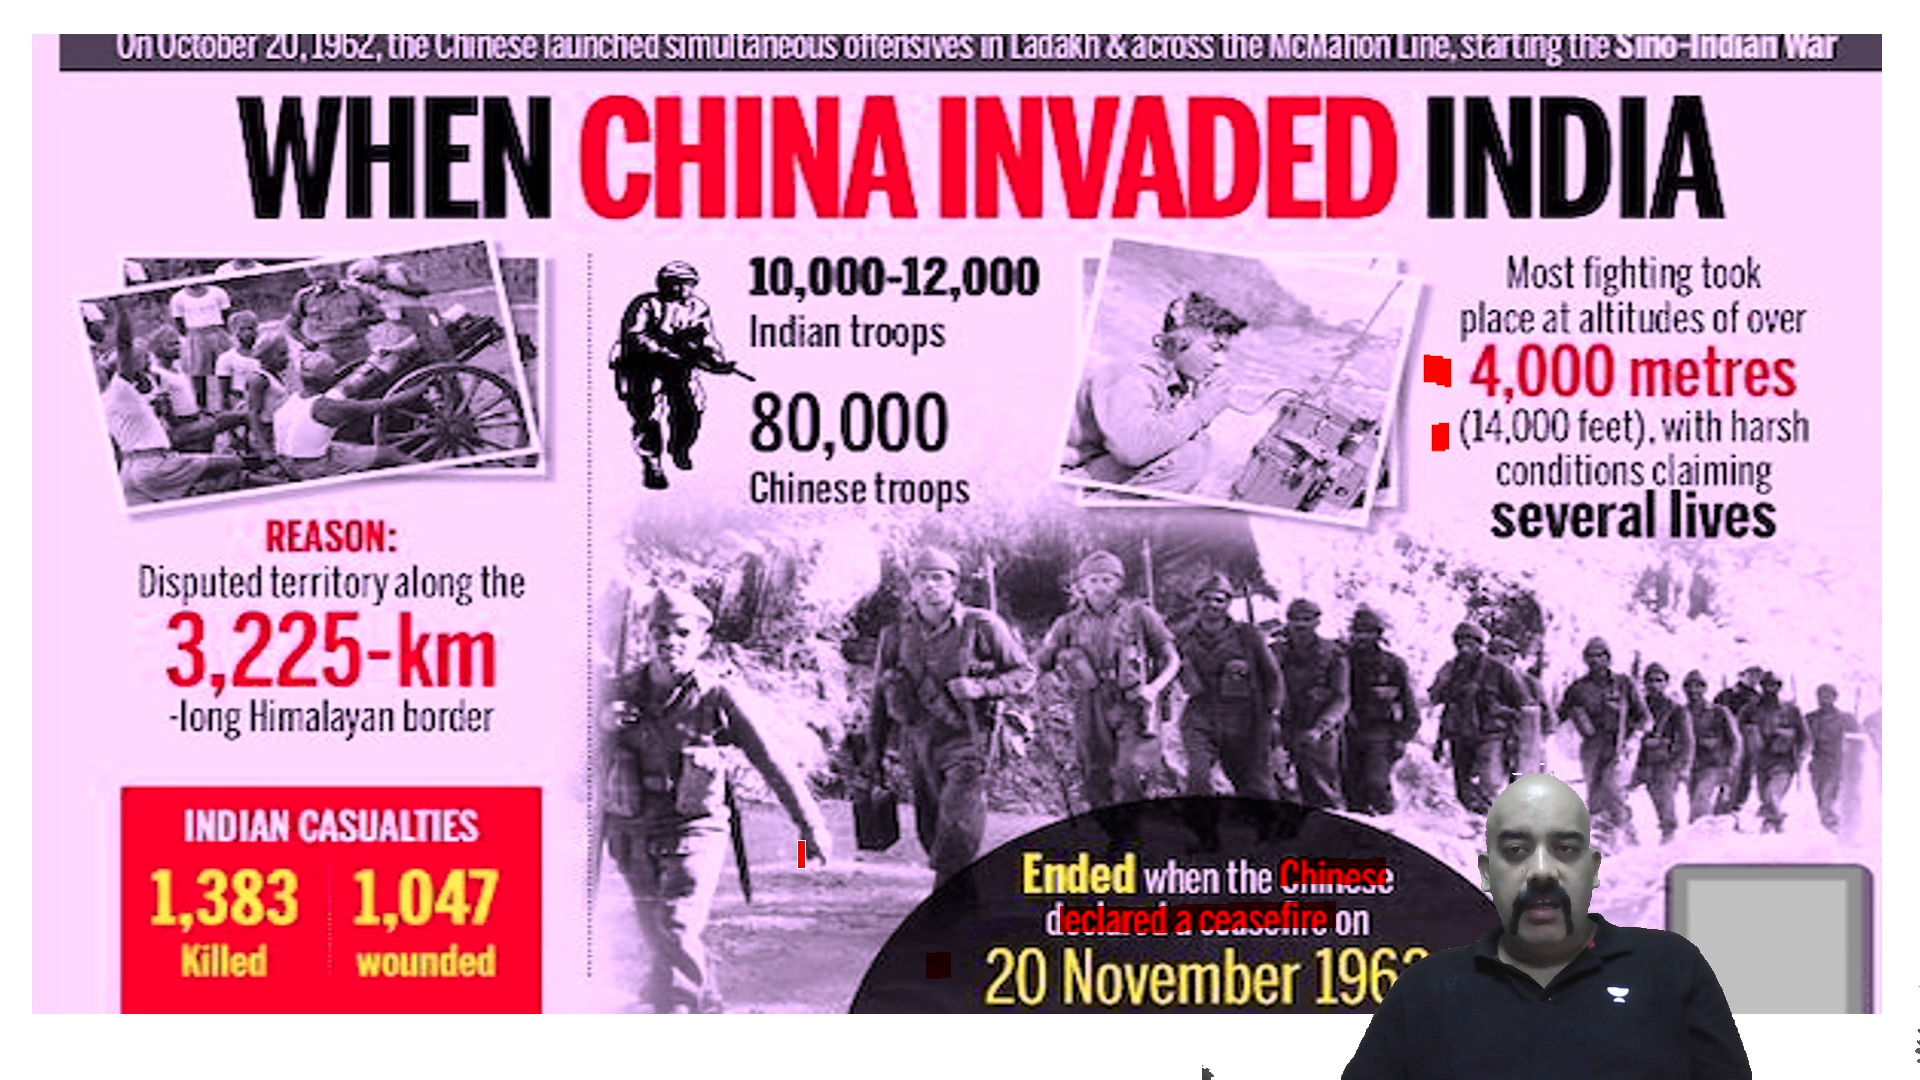 On October 20, 1962, the Chinese launched simultaneous offensives in Ladakh & across the McMahon Line, starting the Sino-Indian War
WHEN CHINA INVADED INDIA
10,000-12,000
Indian troops
80,000
Chinese troops
Most fighting took
place at altitudes of over
4,000 metres
(14,000 feet), with harsh
conditions claiming
several lives
REASON:
Disputed territory along the
3,225-km
-long Himalayan border
INDIAN CASUALTIES
1,383
Killed
1,047
wounded
Ended when the Chinese
declared a ceasefire on
20 November 1962